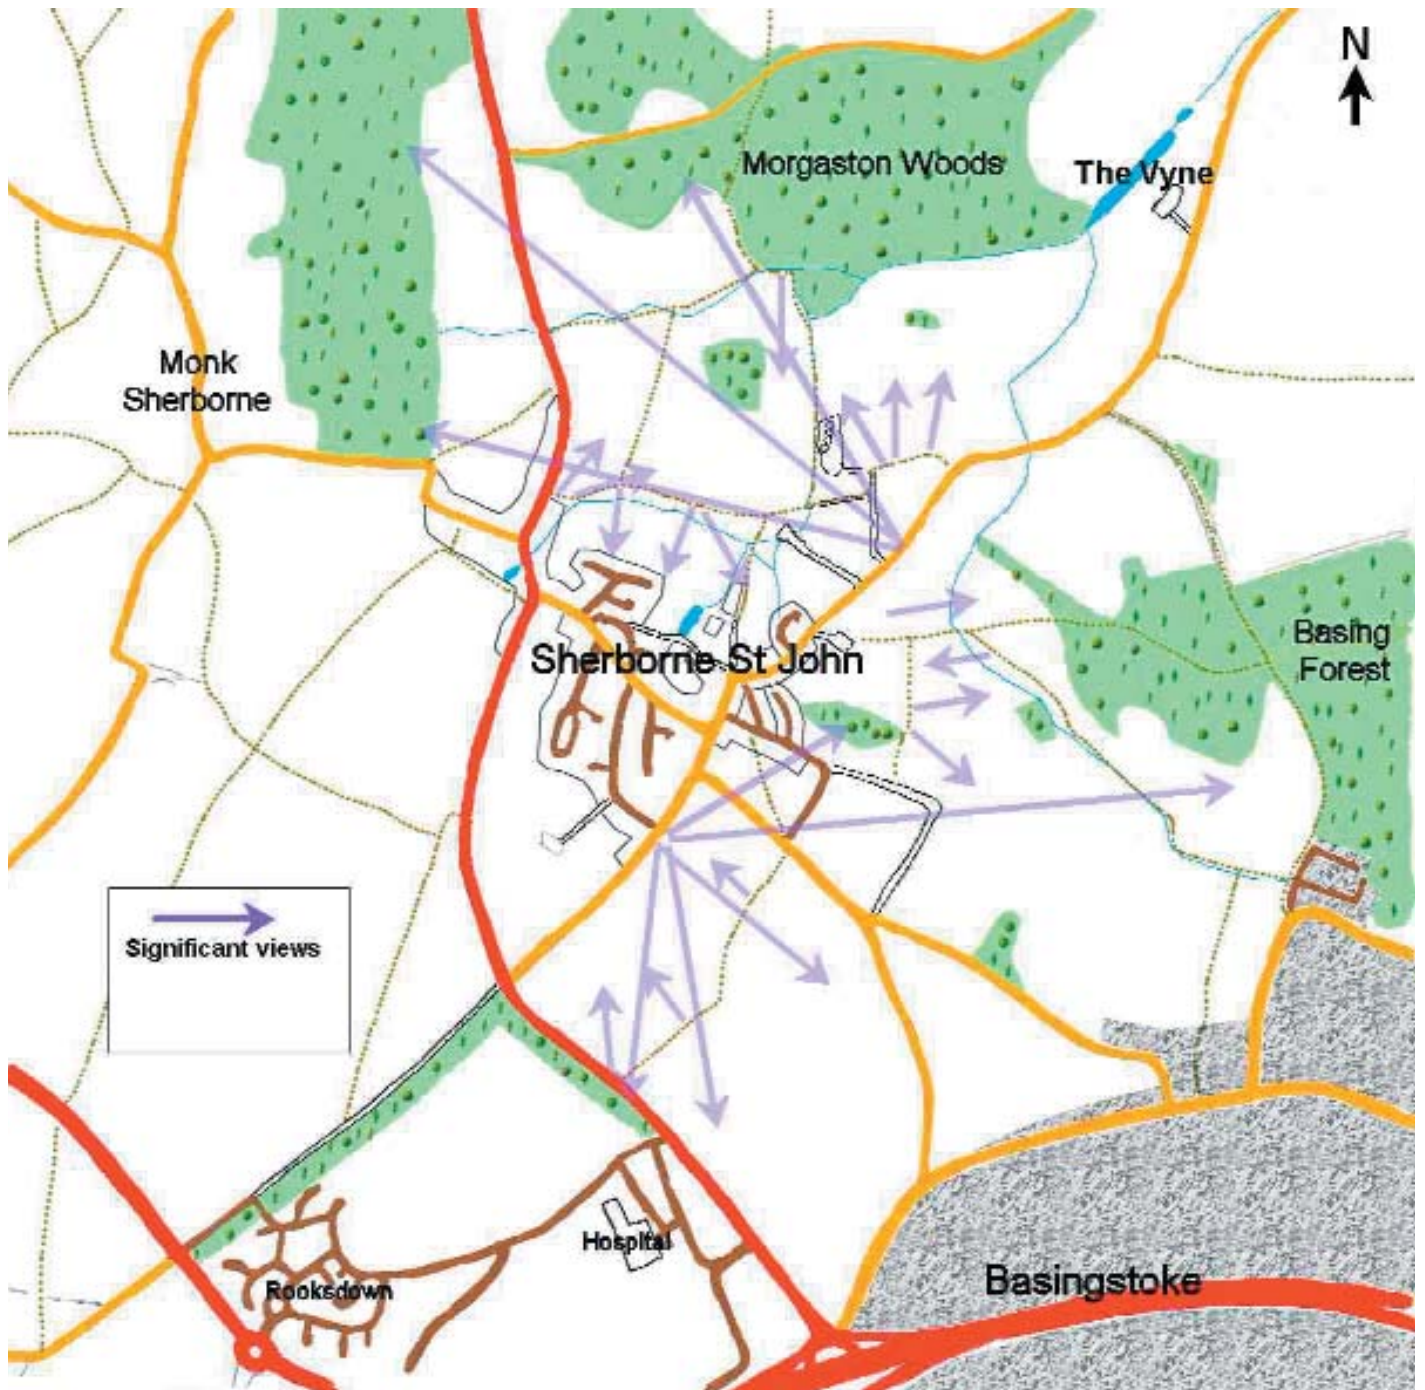 N
Morgaston Woods
The Vyne
Monk
Sherborne
Basing
Forest
Sherborne St John
Significant views
Hospital
Rooksdown
Basingstoke